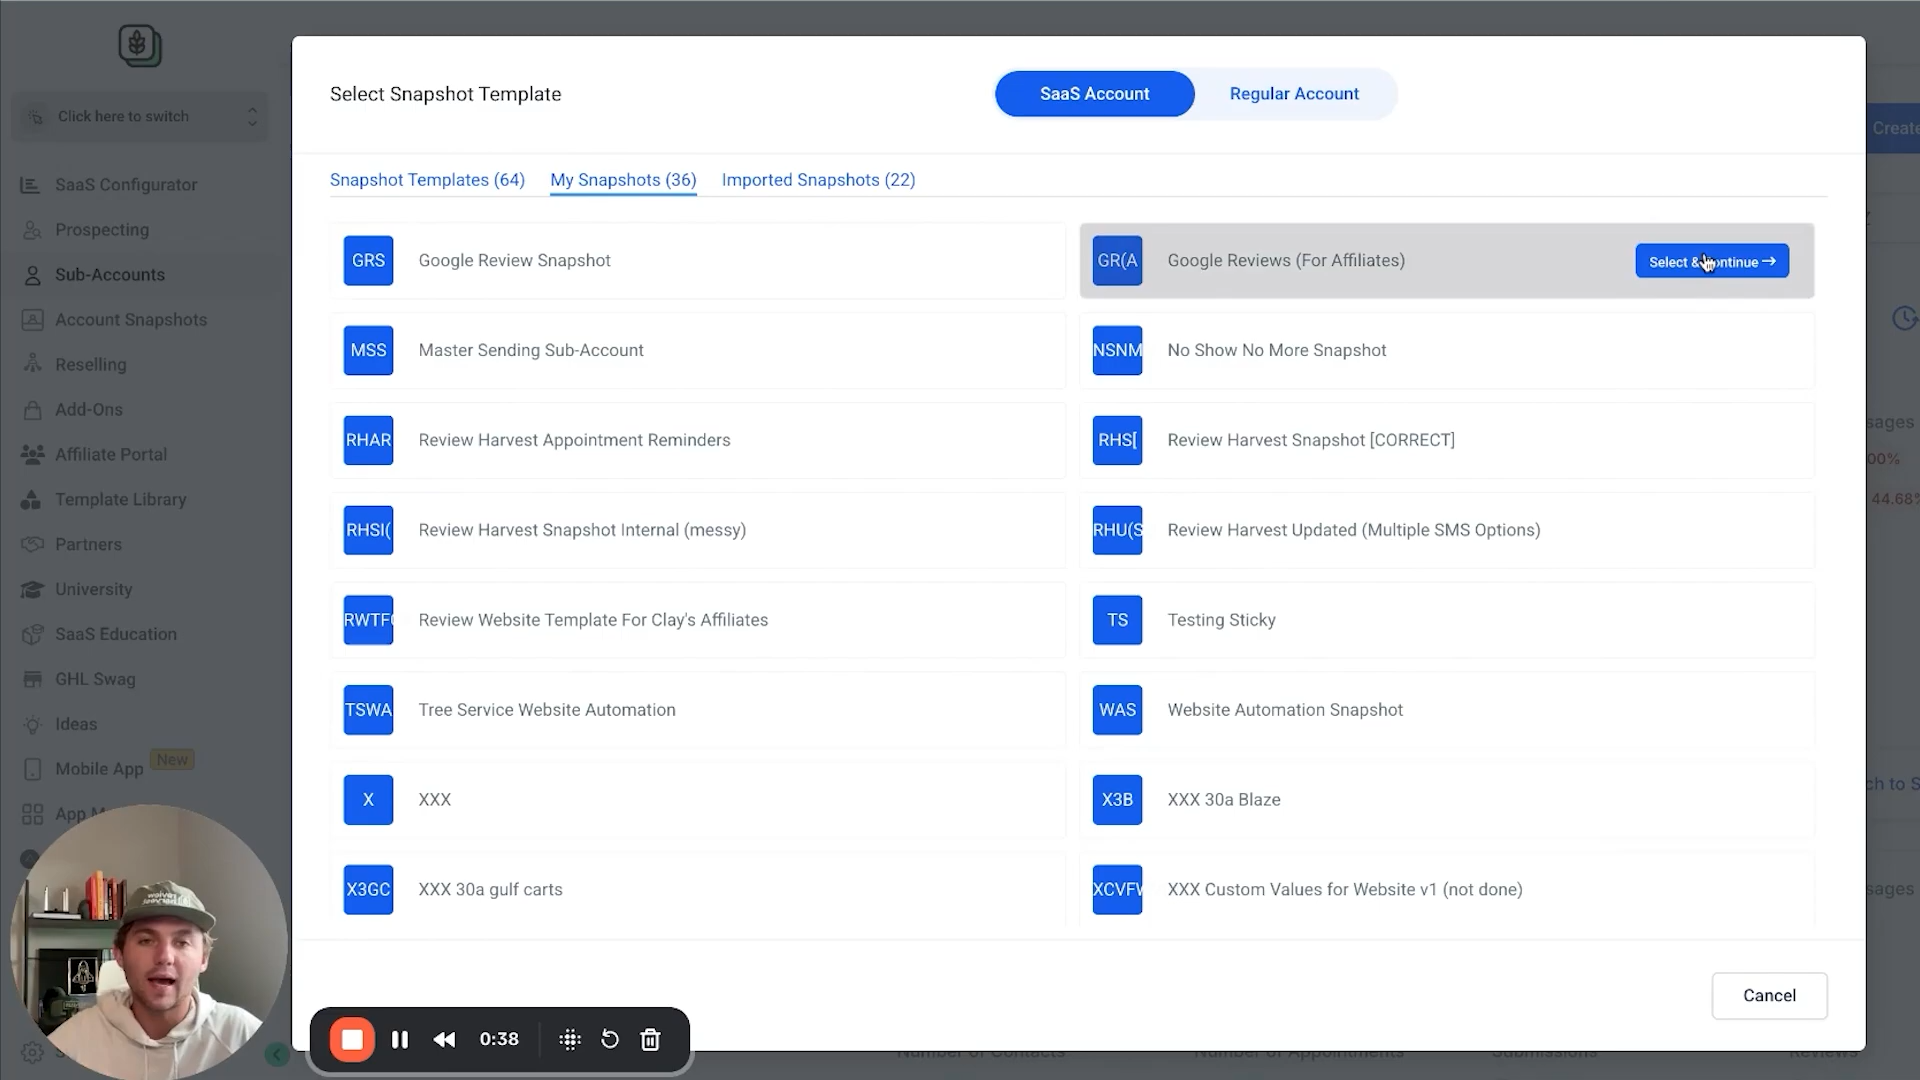 Select Snapshot Template
SaaS Account
Regular Account
Click here to switch
SaaS Configurator
Prospecting
Sub-Accounts
Account Snapshots
Reselling
Add-Ons
Affiliate Portal
Template Library
Partners
University
SaaS Education
GHL Swag
Ideas
Mobile App New
App
Snapshot Templates (64)
My Snapshots (36)
Imported Snapshots (22)
GRS Google Review Snapshot
GR(A Google Reviews (For Affiliates)
Select &
MSS Master Sending Sub-Account
NSNM No Show No More Snapshot
RHAR Review Harvest Appointment Reminders
RHS[ Review Harvest Snapshot [CORRECT]
RHSI( Review Harvest Snapshot Internal (messy)
RHU(S Review Harvest Updated (Multiple SMS Options)
RWTF Review Website Template For Clay's Affiliates
TS Testing Sticky
TSWA Tree Service Website Automation
WAS Website Automation Snapshot
X XXX
X3B XXX 30a Blaze
X3GC XXX 30a gulf carts
XCVF XXX Custom Values for Website v1 (not done)
Cancel
0:38
Create
44.68%